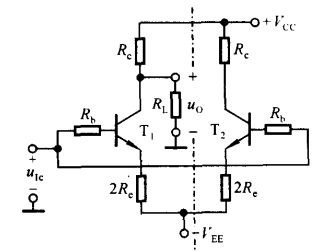 +V_CC
R_c
R_c
+
R_b
T_1
R_L
u_O
T_2
R_b
+
u_Ic
−
−
2R_e
2R_e
−V_EE